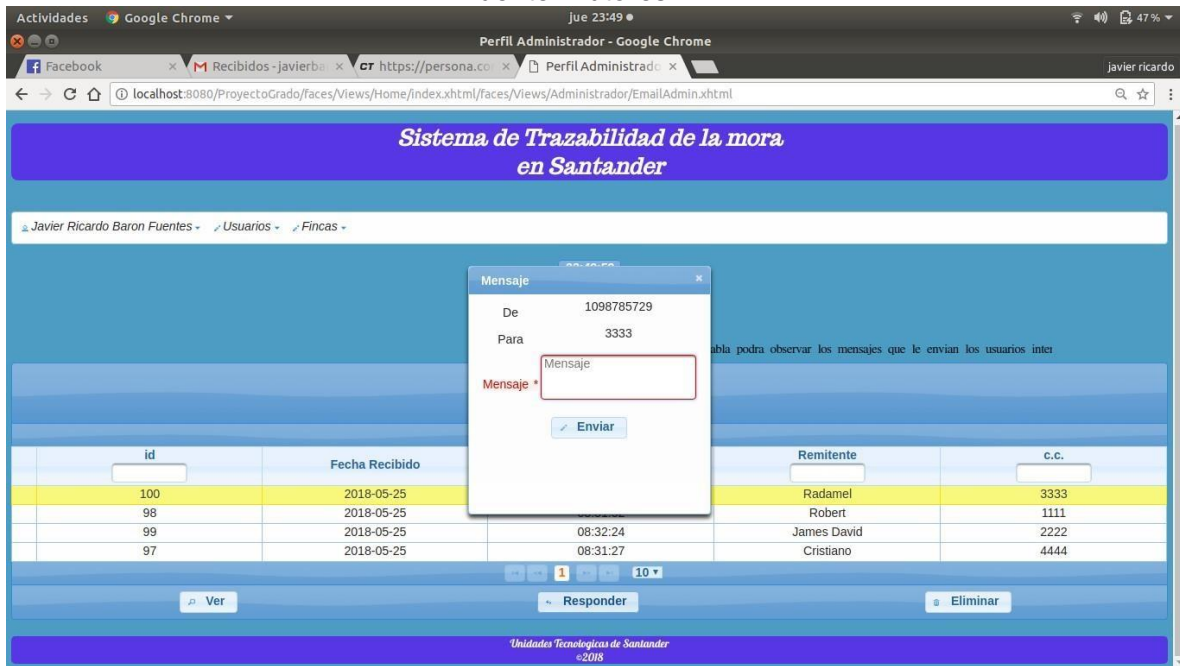 Actividades Google Chrome jue 23:49 47 %
Perfil Administrador - Google Chrome
Facebook Recibidos - javierba https://persona.co Perfil Administrado javier ricardo
localhost:8080/ProyectoGrado/faces/Views/Home/index.xhtml/faces/Views/Administrador/EmailAdmin.xhtml
Sistema de Trazabilidad de la mora
en Santander
Javier Ricardo Baron Fuentes Usuarios Fincas
Mensaje
De 1098785729
Para 3333
podra observar los mensajes que le envian los usuarios
Mensaje
Mensaje *
Enviar
id Fecha Recibido Remitente c.c.
100 2018-05-25 Radamel 3333
98 2018-05-25 Robert 1111
99 2018-05-25 08:32:24 James David 2222
97 2018-05-25 08:31:27 Cristiano 4444
1 10
Ver Responder Eliminar
Unidades Tecnologicas de Santander
©2018